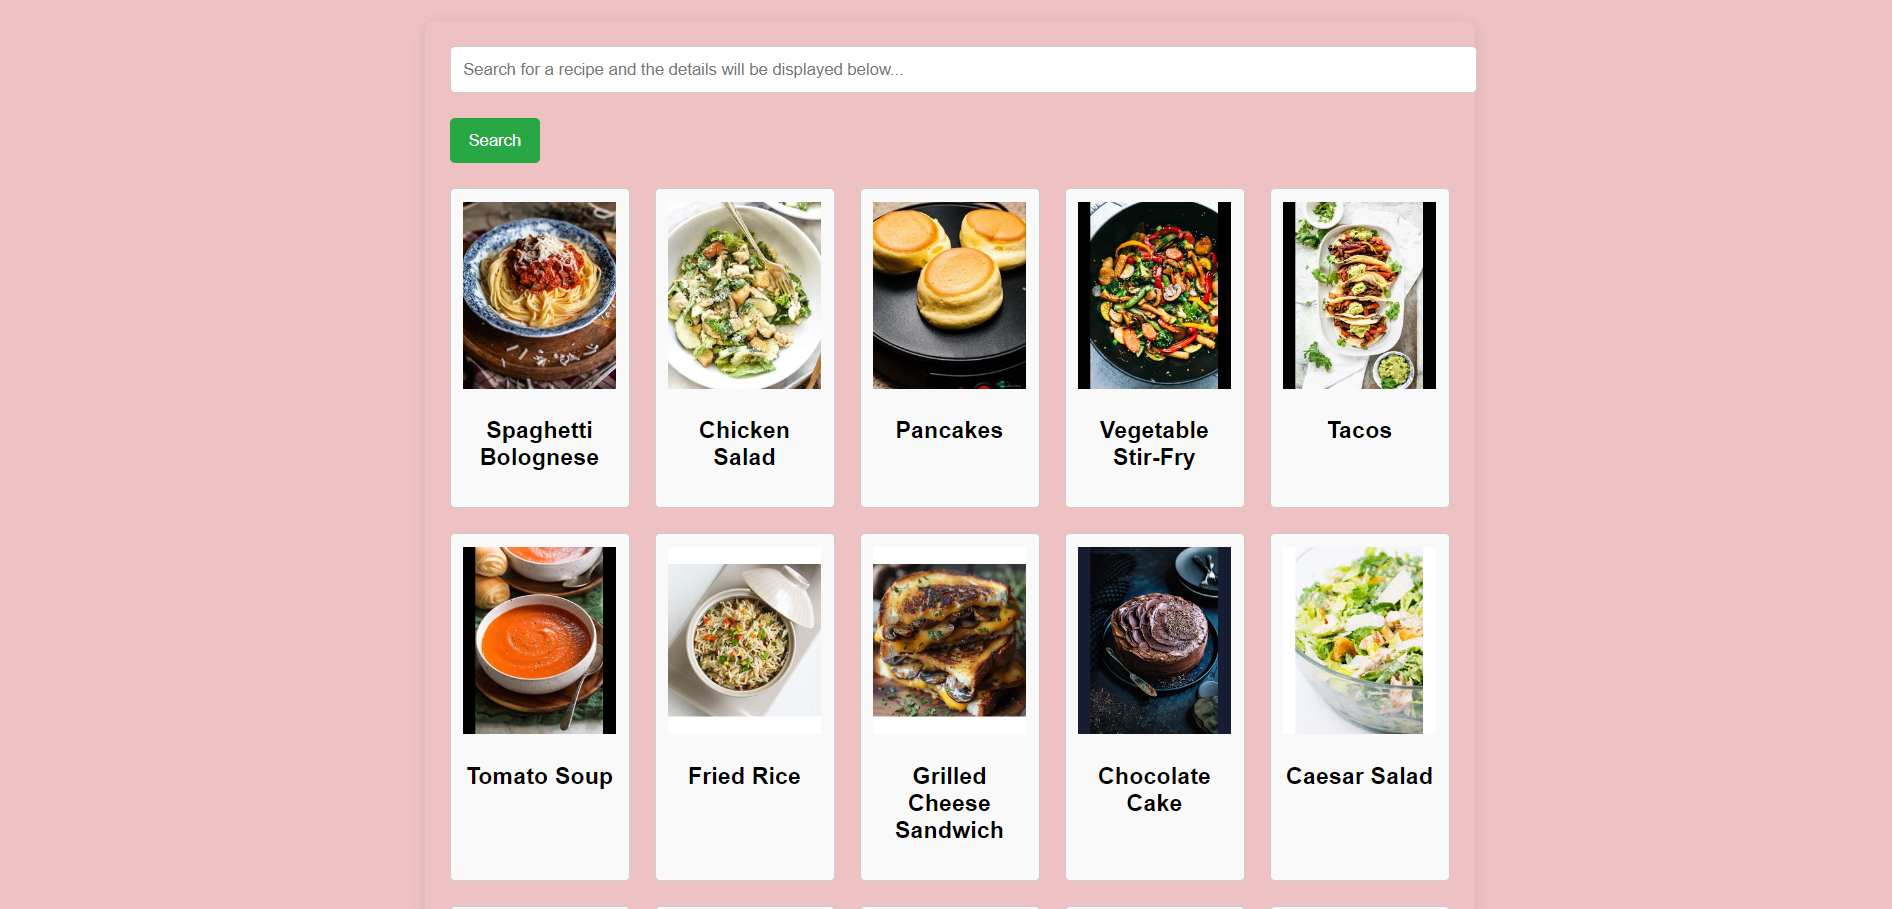 Search for a recipe and the details will be displayed below...
Search
Spaghetti
Bolognese
Chicken
Salad
Pancakes
Vegetable
Stir-Fry
Tacos
Tomato Soup
Fried Rice
Grilled
Cheese
Sandwich
Chocolate
Cake
Caesar Salad